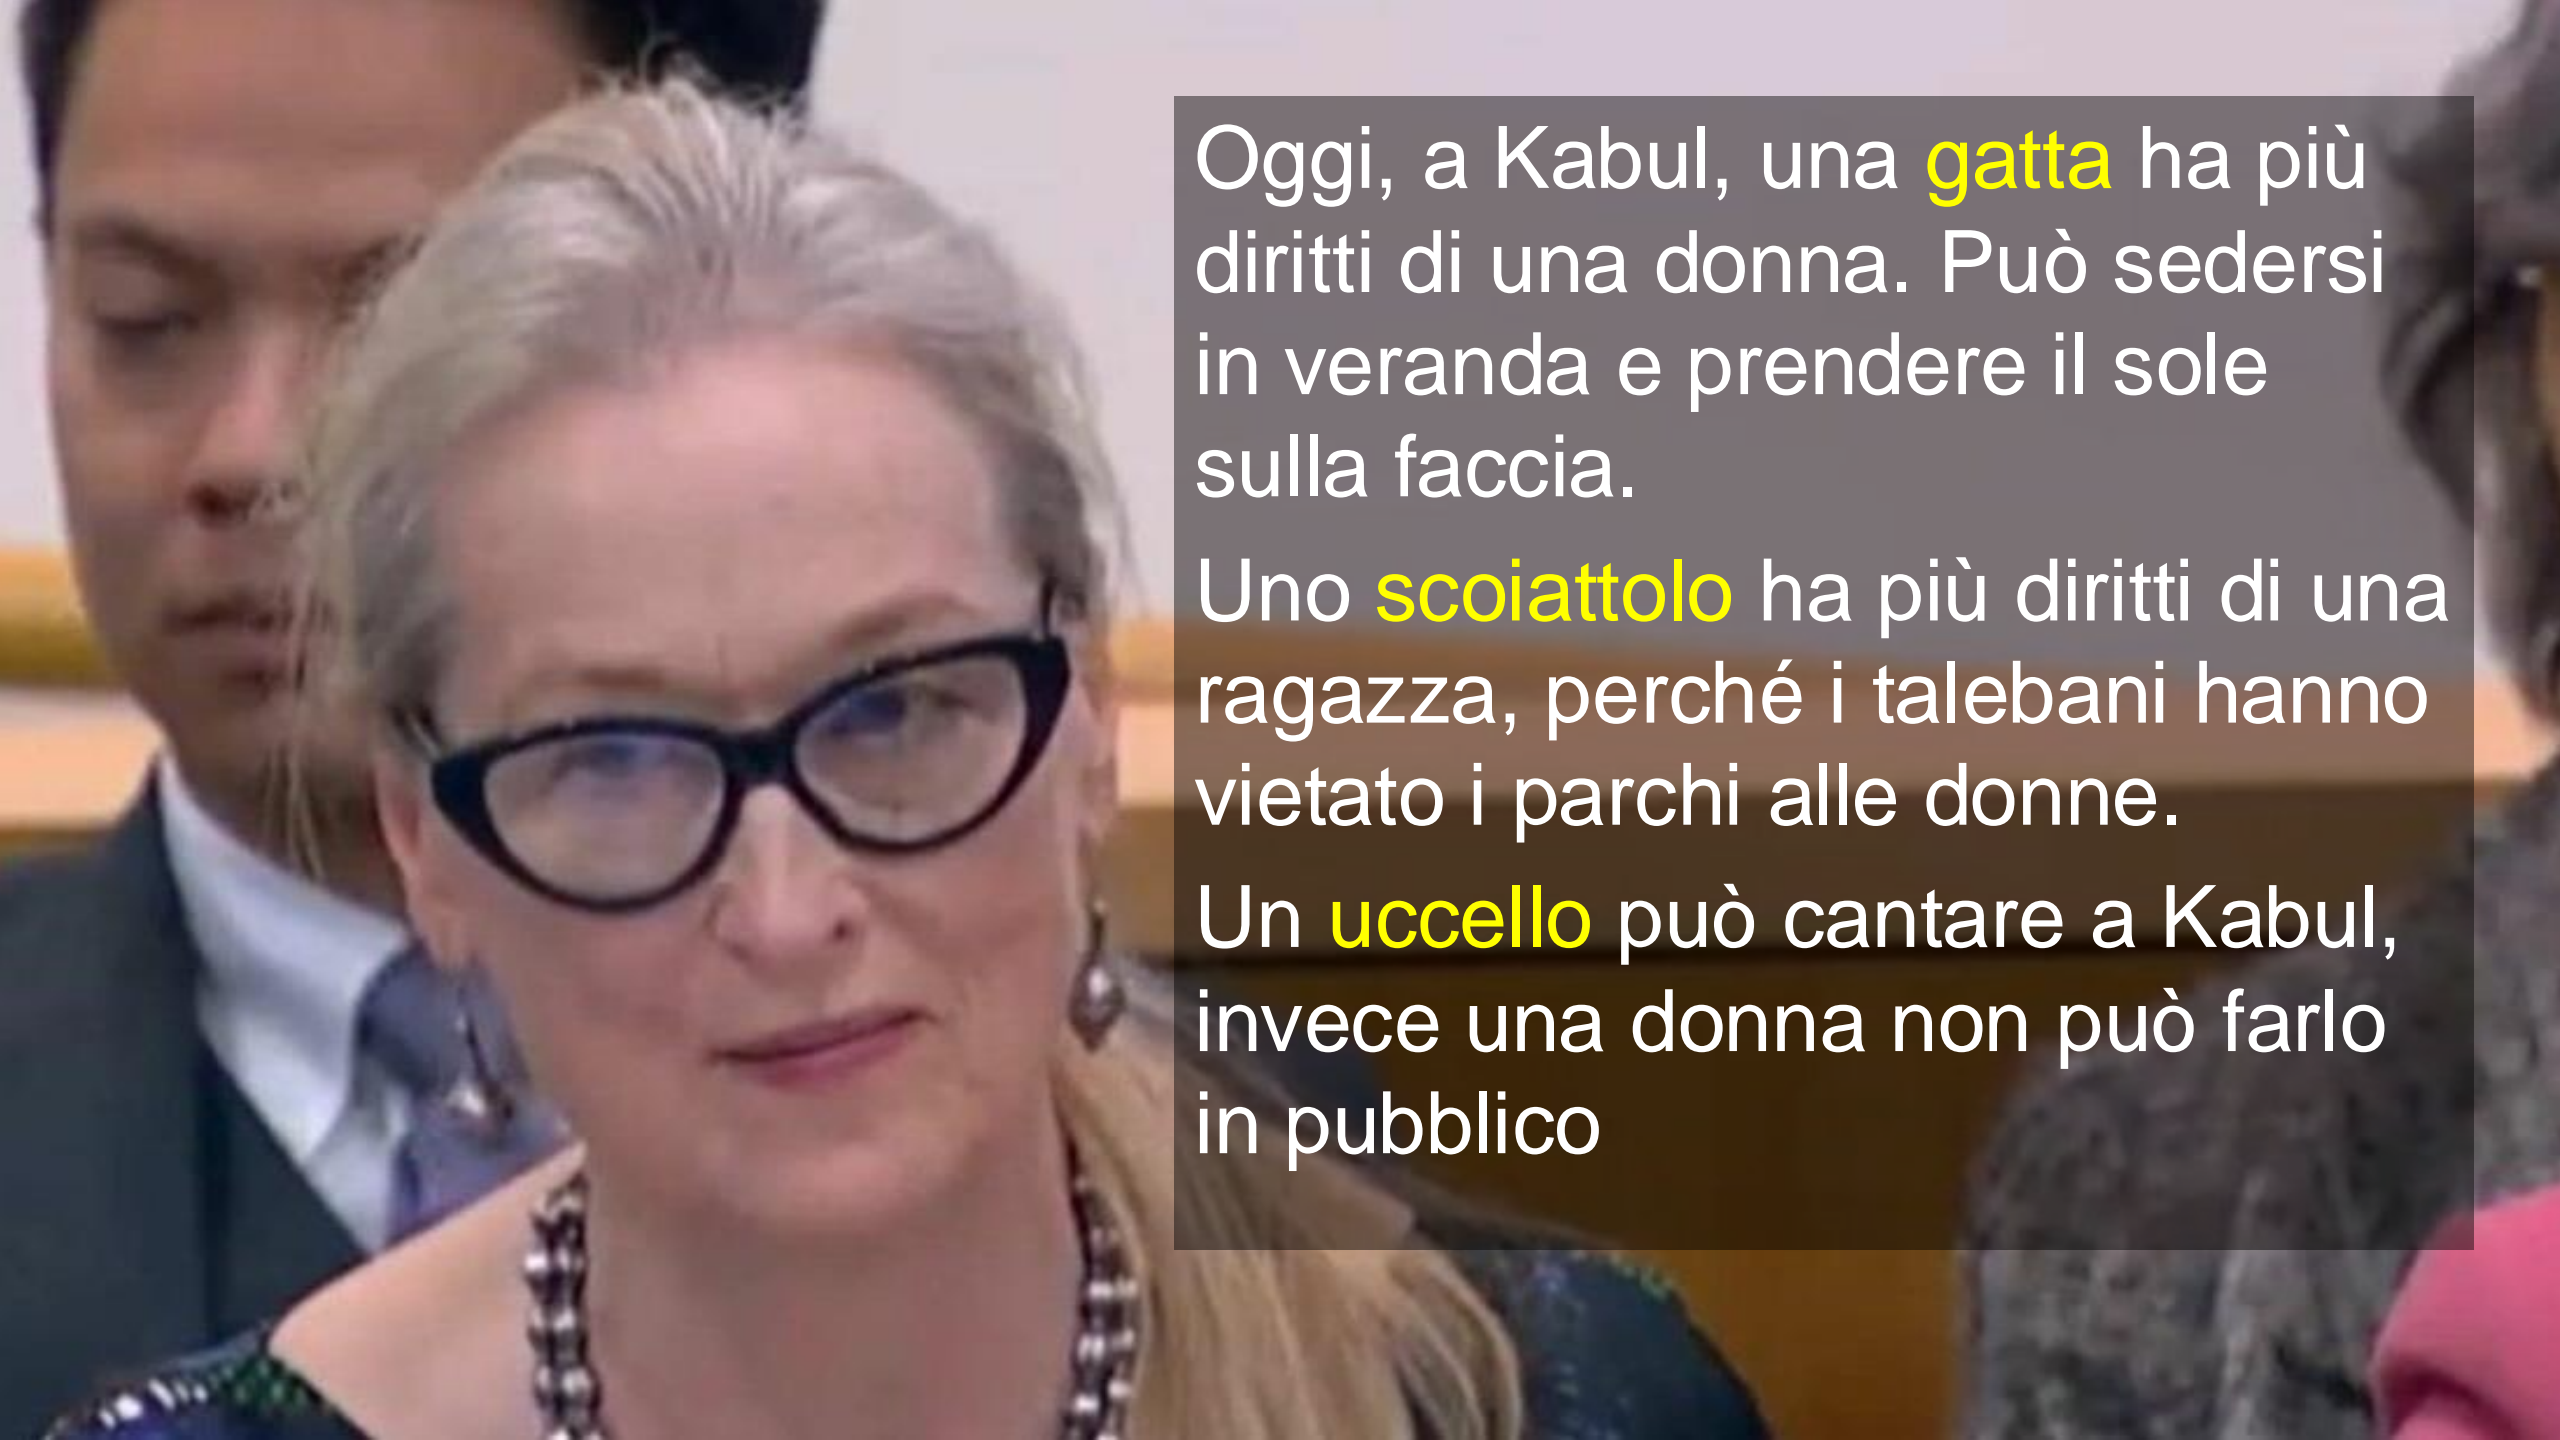 Oggi, a Kabul, una gatta ha più
diritti di una donna. Può sedersi
in veranda e prendere il sole
sulla faccia.
Uno scoiattolo ha più diritti di una
ragazza, perché i talebani hanno
vietato i parchi alle donne.
Un uccello può cantare a Kabul,
invece una donna non può farlo
in pubblico